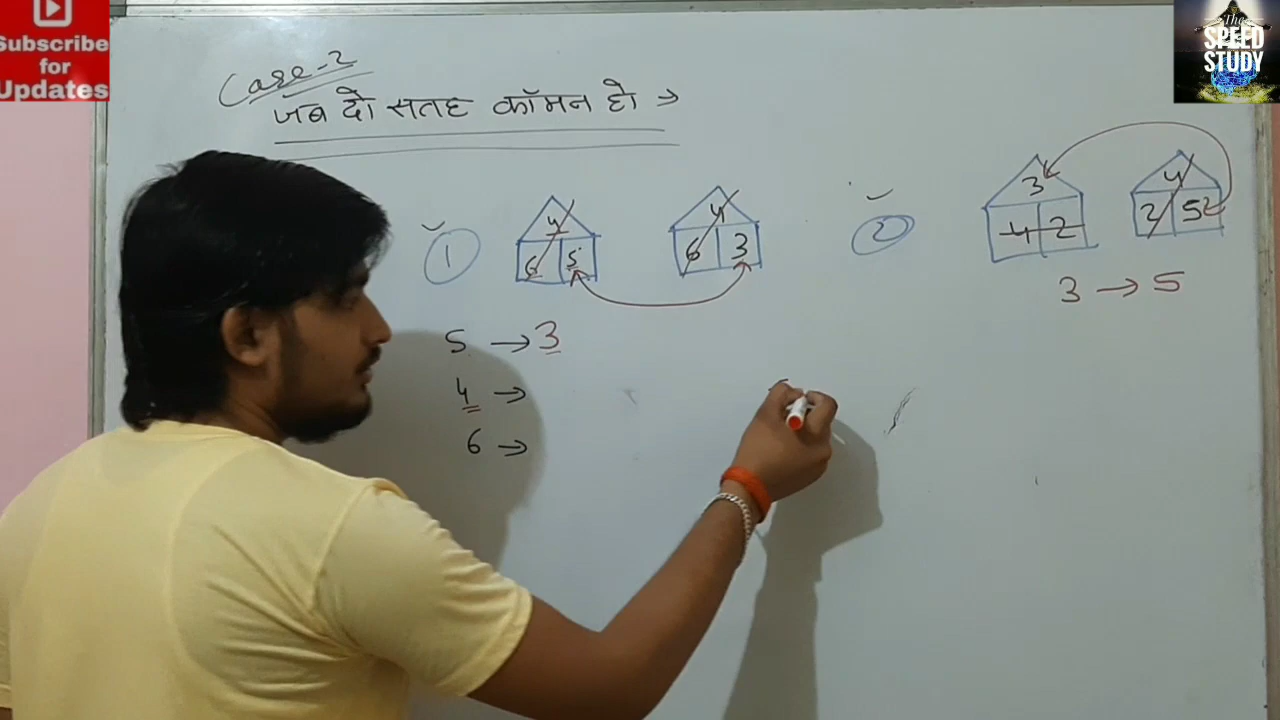 Subscribe
for
Updates
The
SPEED
STUDY
Case-2
जब दो सतह कॉमन हो →
1
4
6 5
4
6 3
2
3
4 2
4
2 5
3 → 5
5 → 3
4 →
6 →